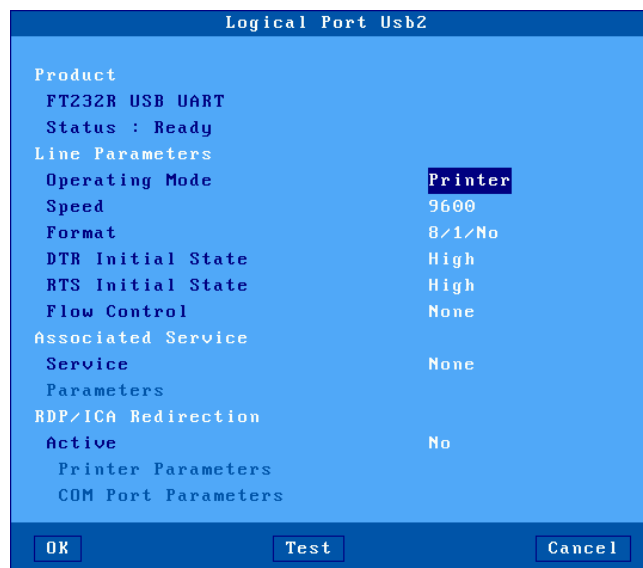 Logical Port Usb2
Product
FT232R USB UART
Status : Ready
Line Parameters
Operating Mode Printer
Speed 9600
Format 8/1/No
DTR Initial State High
RTS Initial State High
Flow Control None
Associated Service
Service None
Parameters
RDP/ICA Redirection
Active No
Printer Parameters
COM Port Parameters
OK Test Cancel